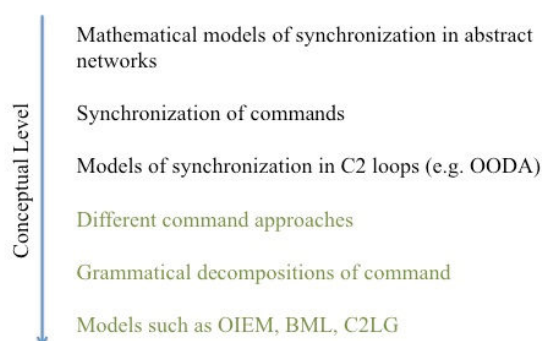 Conceptual Level
Mathematical models of synchronization in abstract
networks
Synchronization of commands
Models of synchronization in C2 loops (e.g. OODA)
Different command approaches
Grammatical decompositions of command
Models such as OIEM, BML, C2LG